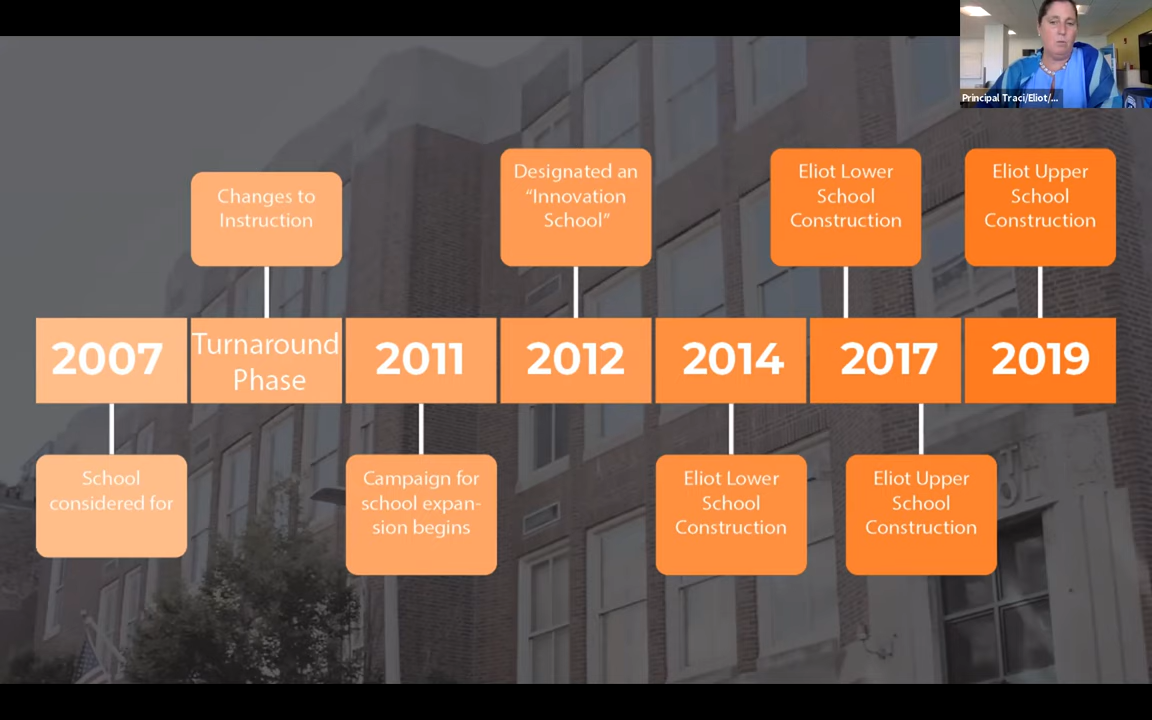 Principal Traci/Eliot/...
Designated an
“Innovation
School”
Eliot Lower
School
Construction
Eliot Upper
School
Construction
Changes to
Instruction
2007
Turnaround
Phase
2011
2012
2014
2017
2019
School
considered for
Campaign for
school expan-
sion begins
Eliot Lower
School
Construction
Eliot Upper
School
Construction